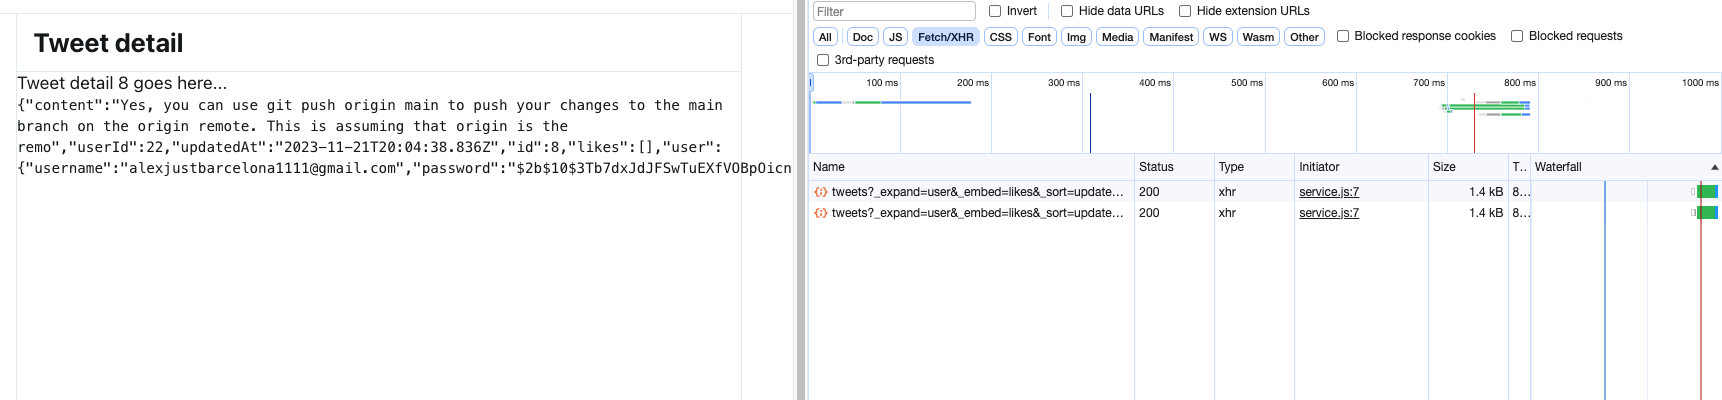 Tweet detail
Tweet detail 8 goes here...
{"content":"Yes, you can use git push origin main to push your changes to the main
branch on the origin remote. This is assuming that origin is the
remo","userId":22,"updatedAt":"2023-11-21T20:04:38.836Z","id":8,"likes":[],"user":
{"username":"alexjustbarcelona1111@gmail.com","password":"$2b$10$3Tb7dxJdJFSwTuEXfVOBpOicn
Filter
Invert
Hide data URLs
Hide extension URLs
All
Doc
JS
Fetch/XHR
CSS
Font
Img
Media
Manifest
WS
Wasm
Other
Blocked response cookies
Blocked requests
3rd-party requests
100 ms
200 ms
300 ms
400 ms
500 ms
600 ms
700 ms
800 ms
900 ms
1000 ms
Name
Status
Type
Initiator
Size
T..
Waterfall
tweets?_expand=user&_embed=likes&_sort=update...
200
xhr
service.js:7
1.4 kB
8...
tweets?_expand=user&_embed=likes&_sort=update...
200
xhr
service.js:7
1.4 kB
8...